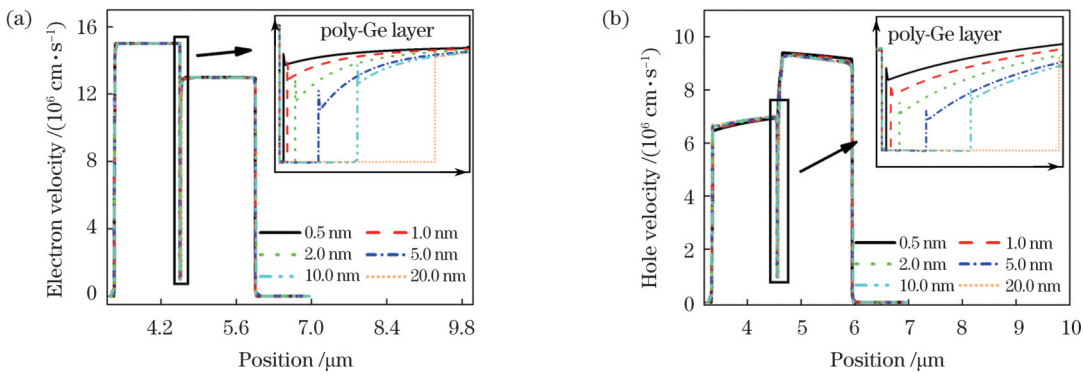 (a)
Electron velocity /(10⁶ cm·s⁻¹)
16
12
8
4
0
poly-Ge layer
0.5 nm
1.0 nm
2.0 nm
5.0 nm
10.0 nm
20.0 nm
4.2
5.6
7.0
8.4
9.8
Position /μm
(b)
Hole velocity /(10⁶ cm·s⁻¹)
10
8
6
4
2
0
poly-Ge layer
0.5 nm
1.0 nm
2.0 nm
5.0 nm
10.0 nm
20.0 nm
4
5
6
7
8
9
10
Position /μm